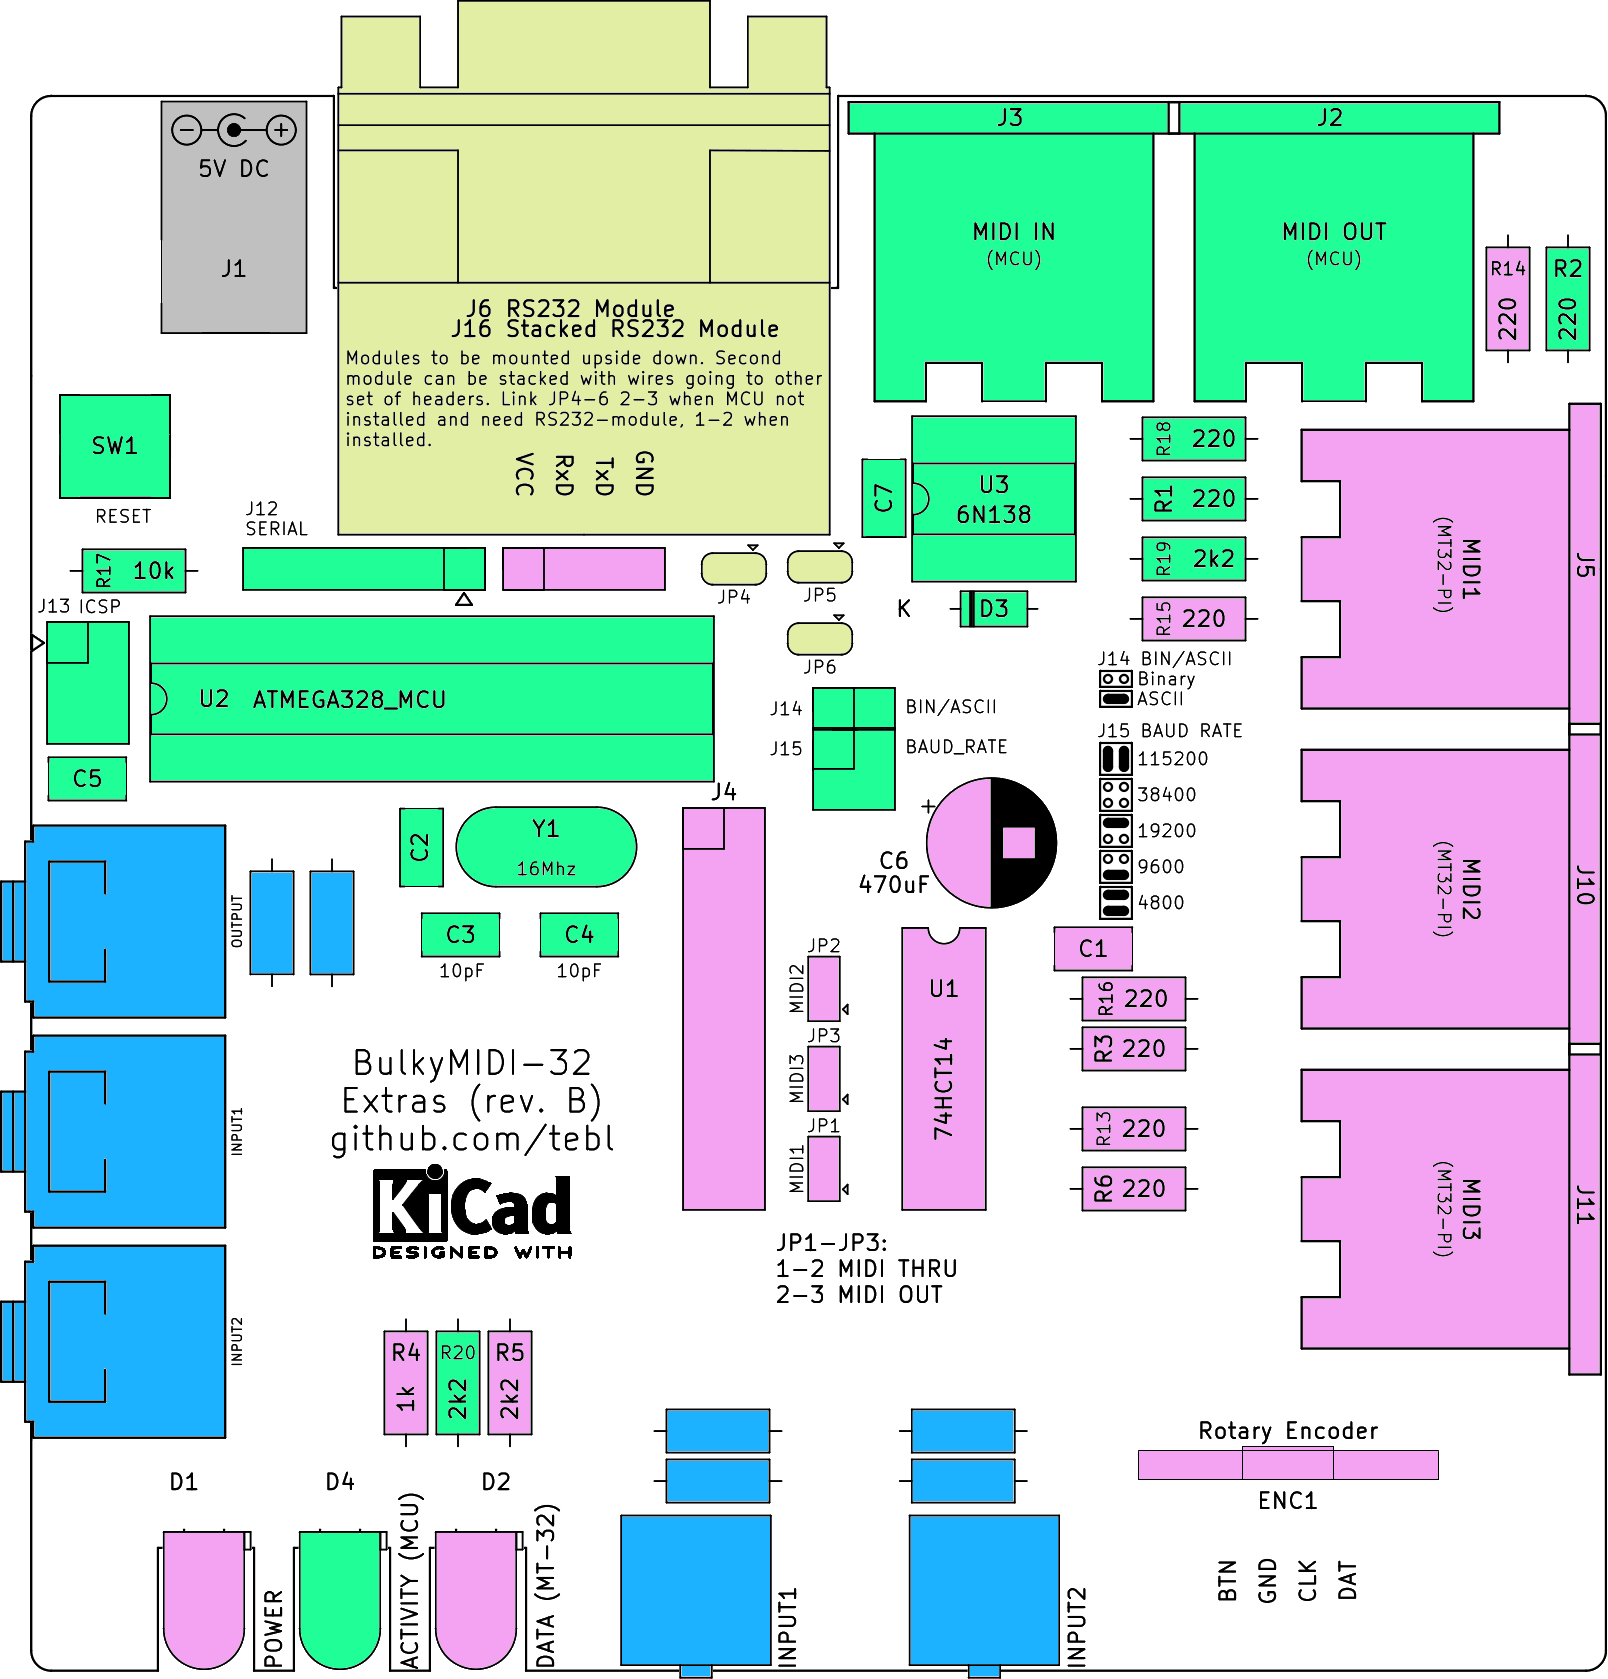 5V DC
J1
J6 RS232 Module
J16 Stacked RS232 Module
Modules to be mounted upside down. Second
module can be stacked with wires going to other
set of headers. Link JP4-6 2-3 when MCU not
installed and need RS232-module, 1-2 when
installed.
VCC
RxD
TxD
GND
J3
MIDI IN
(MCU)
J2
MIDI OUT
(MCU)
R14
220
R2
220
SW1
RESET
J12
SERIAL
R17
10k
J13 ICSP
JP4
JP5
JP6
C7
U3
6N138
K
D3
R18
220
R1
220
R19
2k2
R15
220
J5
MIDI1
(MT32-PI)
U2
ATMEGA328_MCU
C5
J14
BIN/ASCII
J15
BAUD_RATE
J14 BIN/ASCII
Binary
ASCII
J15 BAUD RATE
115200
38400
19200
9600
4800
J4
C2
Y1
16Mhz
C3
10pF
C4
10pF
+
C6
470uF
J10
MIDI2
(MT32-PI)
OUTPUT
INPUT1
INPUT2
JP2
MIDI2
JP3
MIDI3
JP1
MIDI1
U1
74HCT14
C1
R16
220
R3
220
R13
220
R6
220
J11
MIDI3
(MT32-PI)
BulkyMIDI-32
Extras (rev. B)
github.com/tebl
KiCad
DESIGNED WITH
JP1-JP3:
1-2 MIDI THRU
2-3 MIDI OUT
R4
1k
R20
2k2
R5
2k2
D1
POWER
D4
ACTIVITY (MCU)
D2
DATA (MT-32)
INPUT1
INPUT2
Rotary Encoder
ENC1
BTN
GND
CLK
DAT